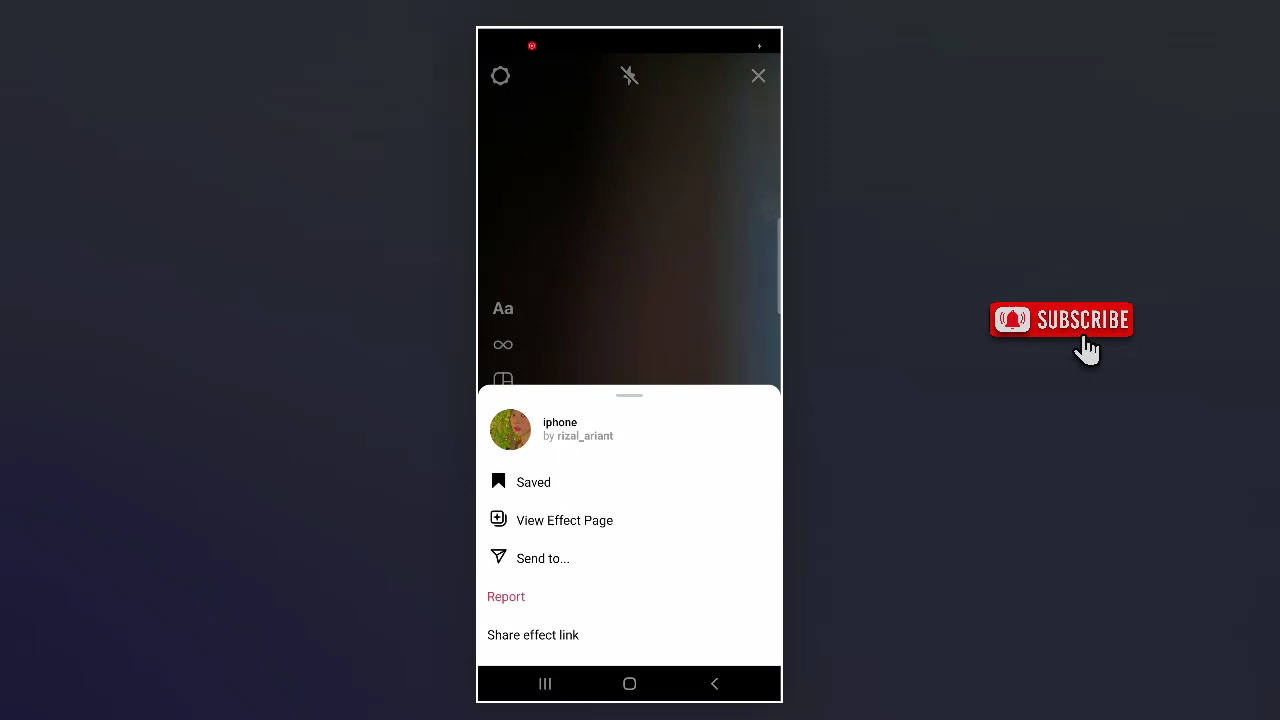 Aa
SUBSCRIBE
iphone
by rizal_ariant
Saved
View Effect Page
Send to...
Report
Share effect link